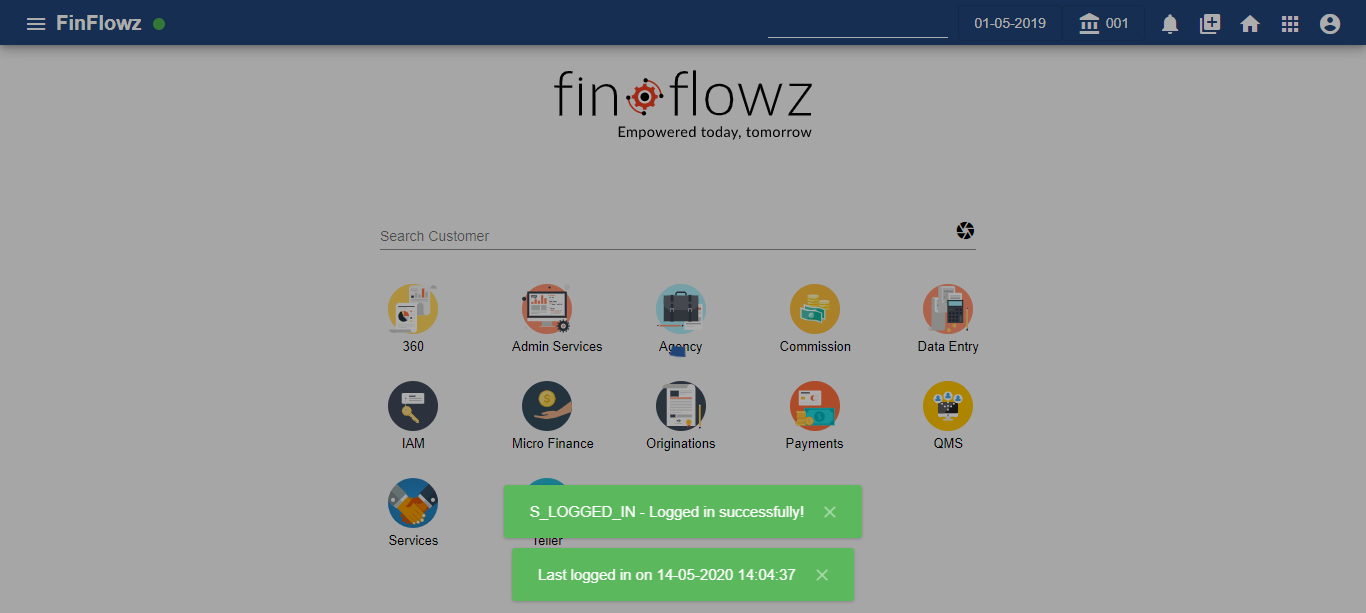 FinFlowz
01-05-2019
001
fin flowz
Empowered today, tomorrow
Search Customer
360
Admin Services
Agency
Commission
Data Entry
IAM
Micro Finance
Originations
Payments
QMS
Services
Teller
S_LOGGED_IN - Logged in successfully!
Last logged in on 14-05-2020 14:04:37